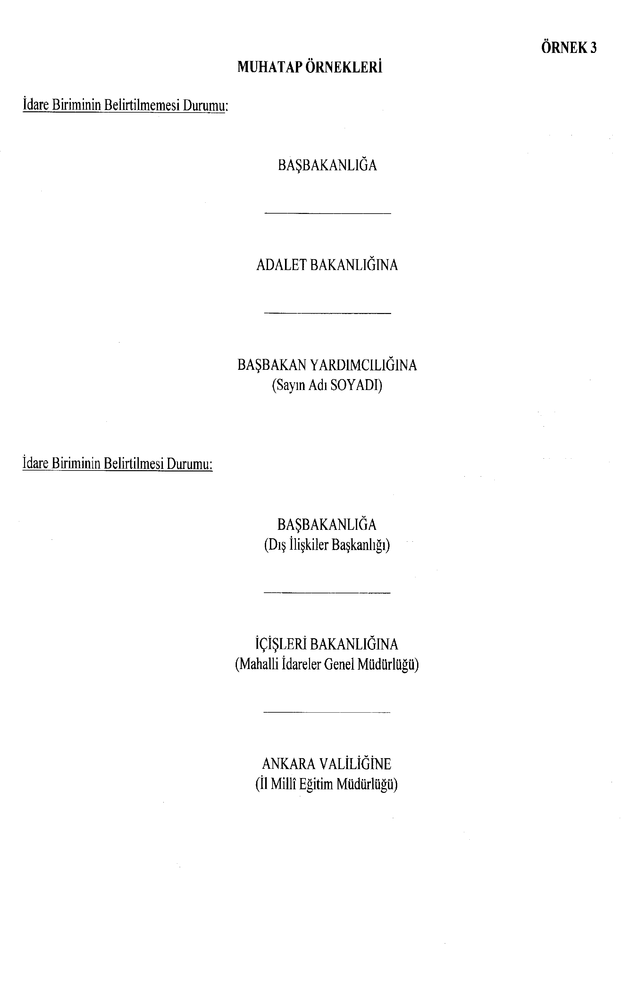 ÖRNEK 3
MUHATAP ÖRNEKLERİ
İdare Biriminin Belirtilmemesi Durumu:
BAŞBAKANLIĞA
ADALET BAKANLIĞINA
BAŞBAKAN YARDIMCILIĞINA
(Sayın Adı SOYADI)
İdare Biriminin Belirtilmesi Durumu:
BAŞBAKANLIĞA
(Dış İlişkiler Başkanlığı)
İÇİŞLERİ BAKANLIĞINA
(Mahalli İdareler Genel Müdürlüğü)
ANKARA VALİLİĞİNE
(İl Millî Eğitim Müdürlüğü)